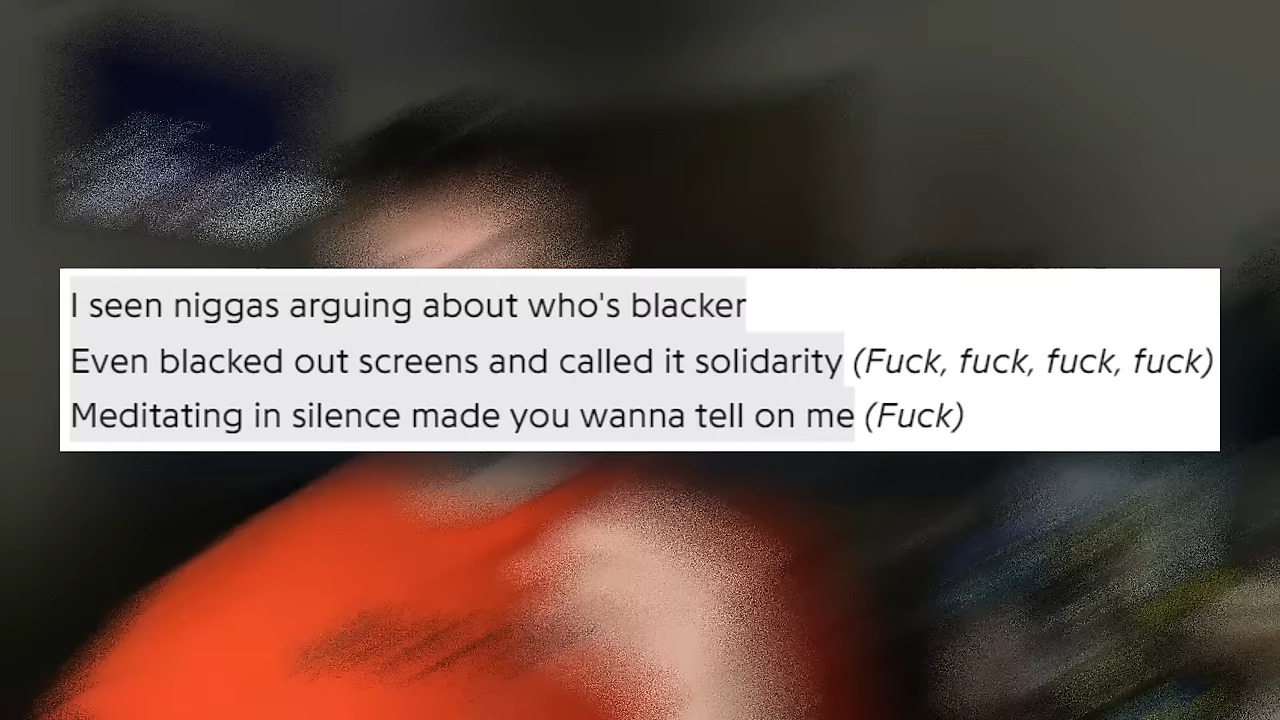 I seen niggas arguing about who's blacker
Even blacked out screens and called it solidarity (Fuck, fuck, fuck, fuck)
Meditating in silence made you wanna tell on me (Fuck)